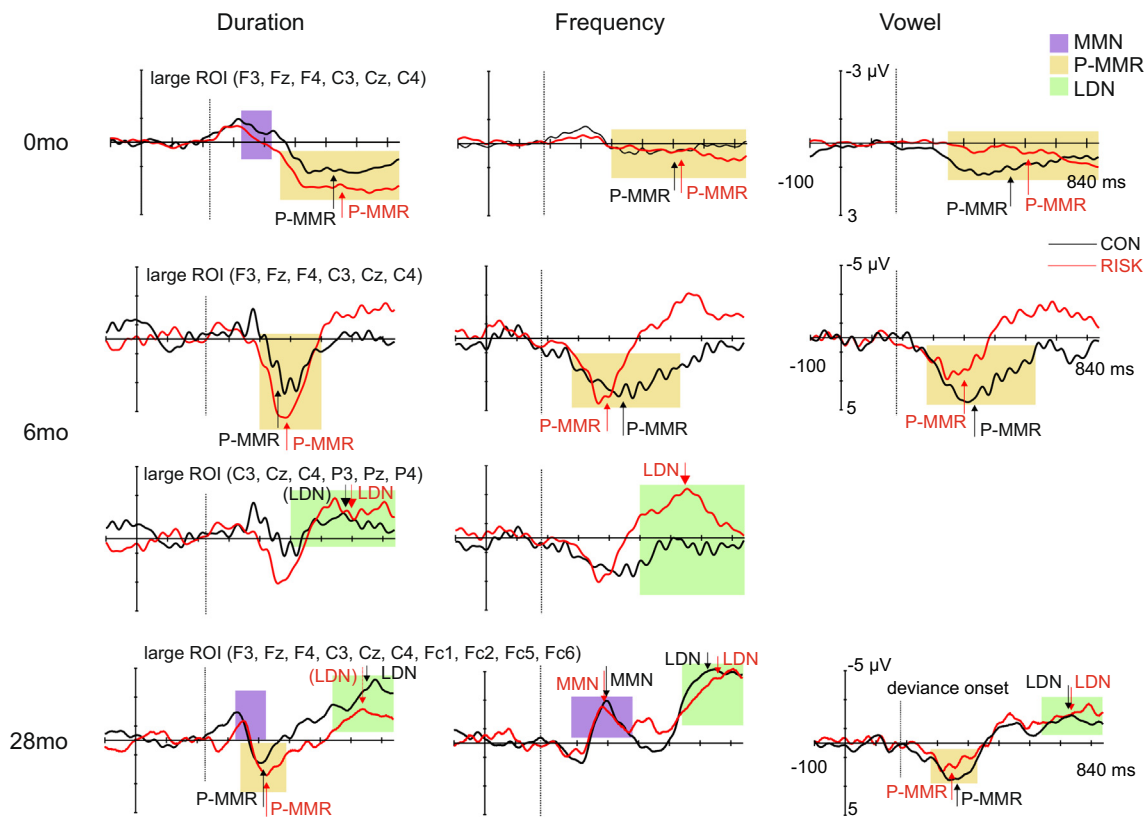 Duration
Frequency
Vowel
MMN
P-MMR
LDN
large ROI (F3, Fz, F4, C3, Cz, C4)
-3 µV
0mo
-100
840 ms
P-MMR
P-MMR
P-MMR
P-MMR
P-MMR
P-MMR
3
CON
RISK
large ROI (F3, Fz, F4, C3, Cz, C4)
-5 µV
-100
840 ms
5
P-MMR
P-MMR
P-MMR
P-MMR
P-MMR
P-MMR
6mo
large ROI (C3, Cz, C4, P3, Pz, P4)
(LDN)
LDN
LDN
large ROI (F3, Fz, F4, C3, Cz, C4, Fc1, Fc2, Fc5, Fc6)
-5 µV
(LDN)
LDN
MMN
MMN
LDN
LDN
deviance onset
LDN
LDN
28mo
-100
840 ms
P-MMR
P-MMR
P-MMR
P-MMR
5